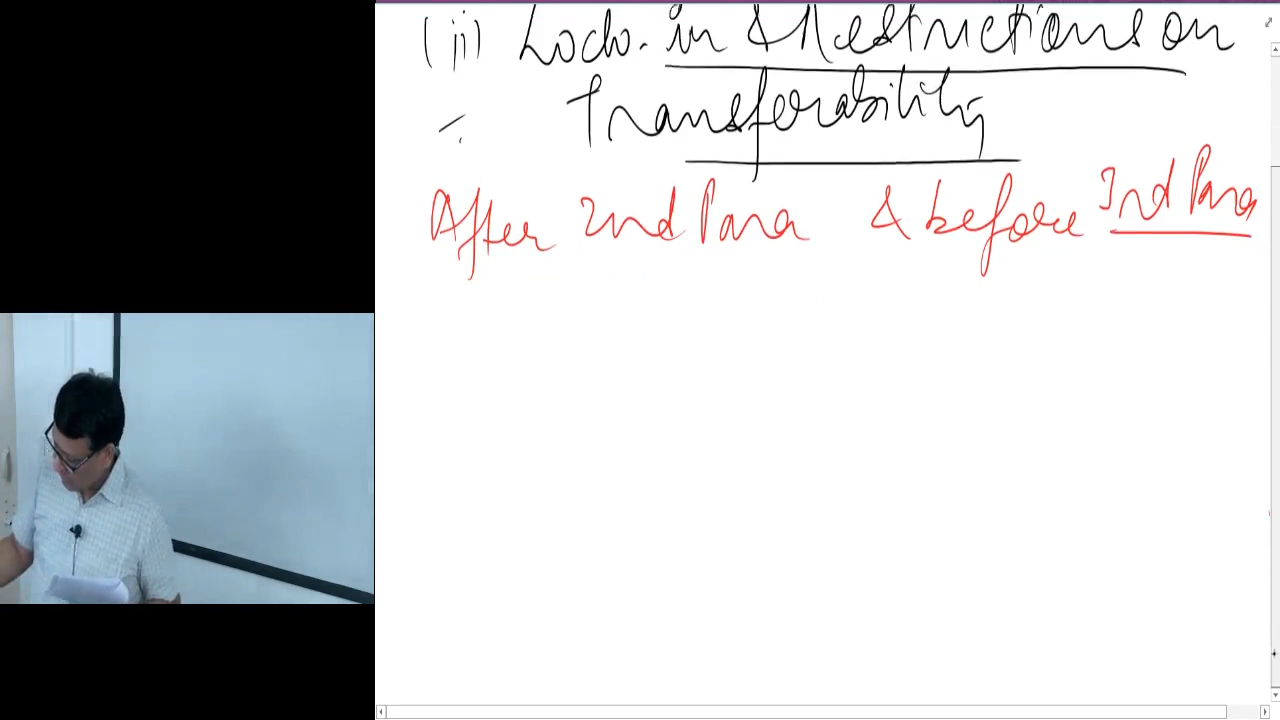 (ii) Lock-in & Restrictions on
Transferability
After 2nd Para & before 3rd Para